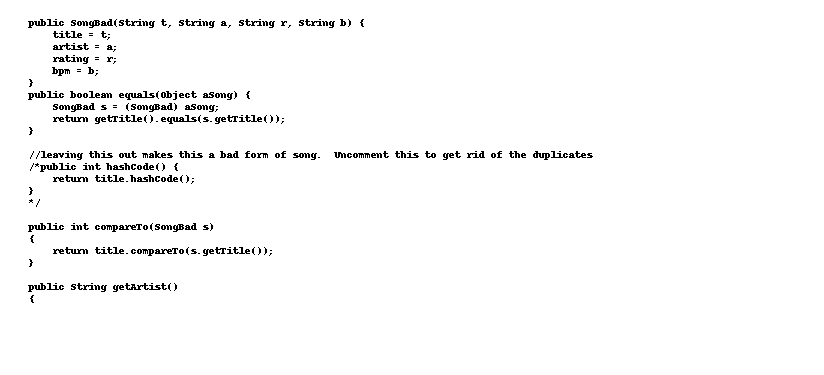 public SongBad(String t, String a, String r, String b) {
    title = t;
    artist = a;
    rating = r;
    bpm = b;
}
public boolean equals(Object aSong) {
    SongBad s = (SongBad) aSong;
    return getTitle().equals(s.getTitle());
}

//leaving this out makes this a bad form of song.  Uncomment this to get rid of the duplicates
/*public int hashCode() {
    return title.hashCode();
}
*/

public int compareTo(SongBad s)
{
    return title.compareTo(s.getTitle());
}

public String getArtist()
{